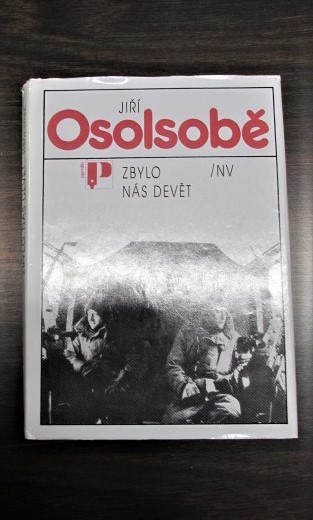 JIŘÍ
Osolsobě
ZBYLO /NV
NÁS DEVĚT